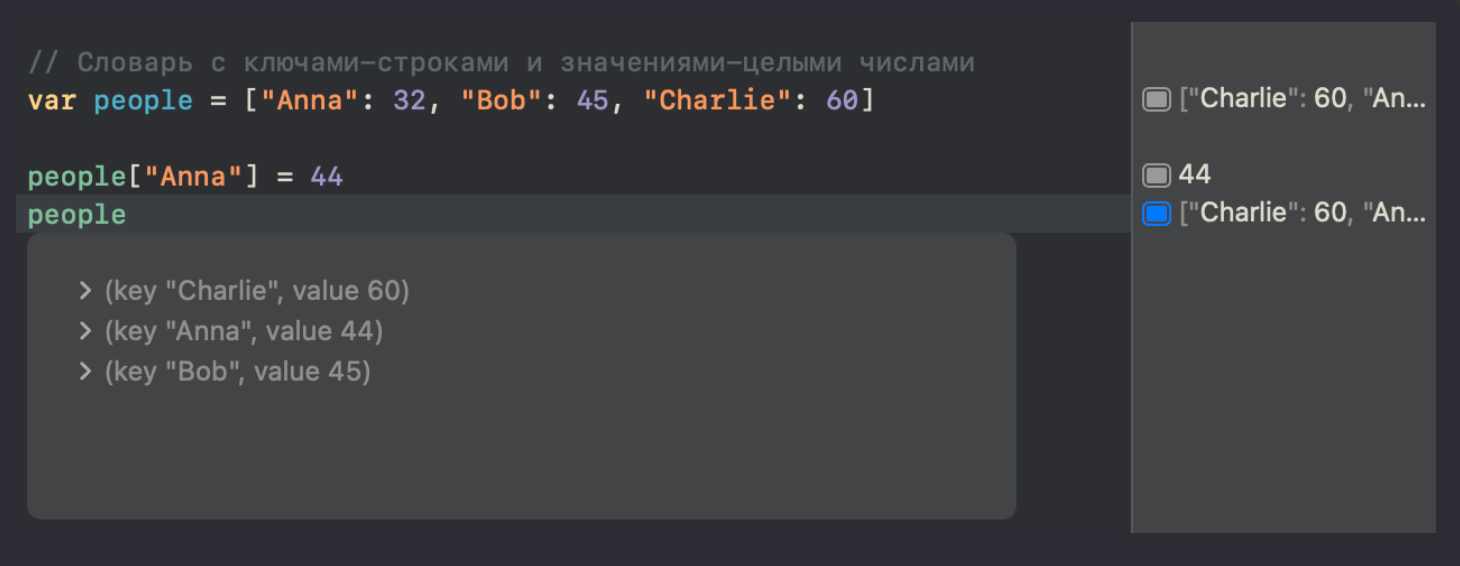 // Словарь с ключами-строками и значениями-целыми числами
var people = ["Anna": 32, "Bob": 45, "Charlie": 60]
["Charlie": 60, "An...
people["Anna"] = 44
44
people
["Charlie": 60, "An...
> (key "Charlie", value 60)
> (key "Anna", value 44)
> (key "Bob", value 45)